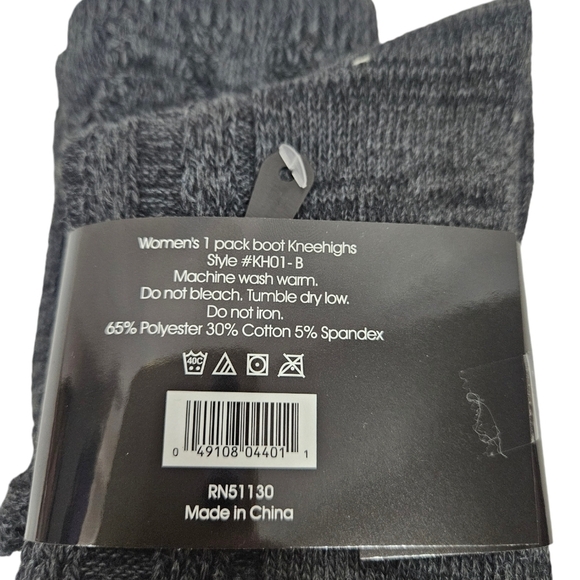 Women's 1 pack boot Kneehighs
Style #KH01-B
Machine wash warm.
Do not bleach. Tumble dry low.
Do not iron.
65% Polyester 30% Cotton 5% Spandex
40C
0 49108 04401 1
RN51130
Made in China